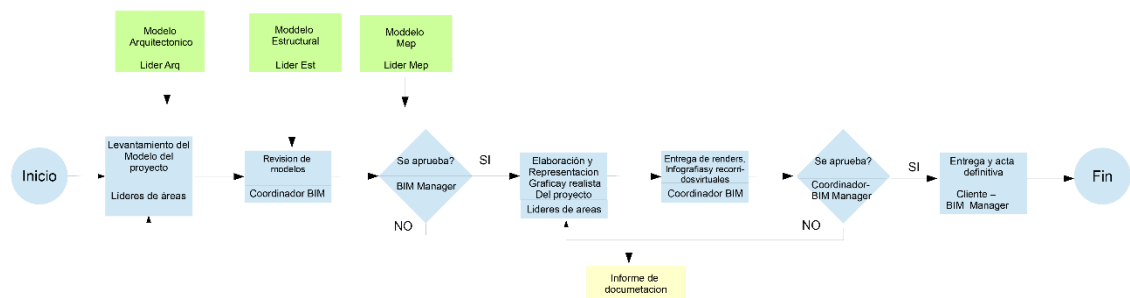 Modelo
Arquitectonico
Lider Arq
Moddelo
Estructural
Lider Est
Moddelo
Mep
Lider Mep
Inicio
Levantamiento del
Modelo del
proyecto
Lideres de áreas
Revision de
modelos
Coordinador BIM
Se aprueba?
BIM Manager
SI
NO
Elaboración y
Representacion
Graficay realista
Del proyecto
Lideres de areas
Entrega de renders,
Infografiasy recorri-
dosvirtuales
Coordinador BIM
Se aprueba?
Coordinador-
BIM Manager
SI
NO
Entrega y acta
definitiva
Cliente –
BIM Manager
Fin
Informe de
documetacion